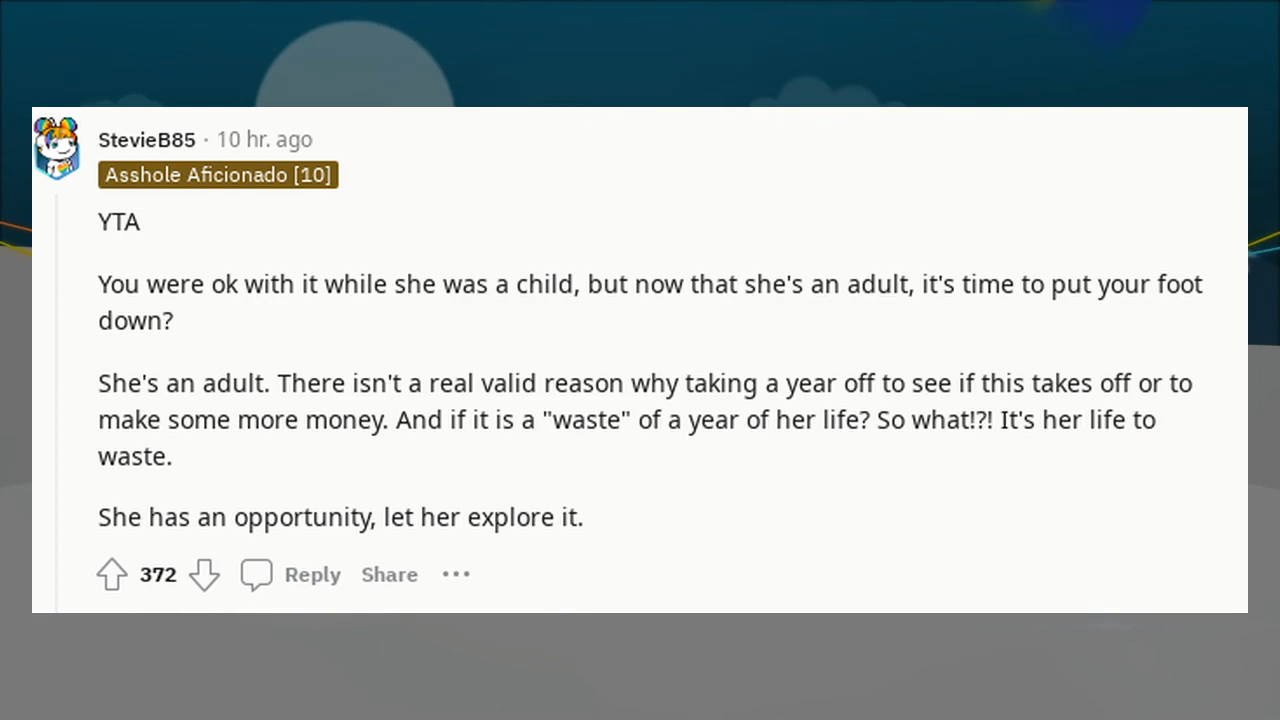 StevieB85 · 10 hr. ago
Asshole Aficionado [10]
YTA
You were ok with it while she was a child, but now that she's an adult, it's time to put your foot
down?
She's an adult. There isn't a real valid reason why taking a year off to see if this takes off or to
make some more money. And if it is a "waste" of a year of her life? So what!?! It's her life to
waste.
She has an opportunity, let her explore it.
372 Reply Share •••